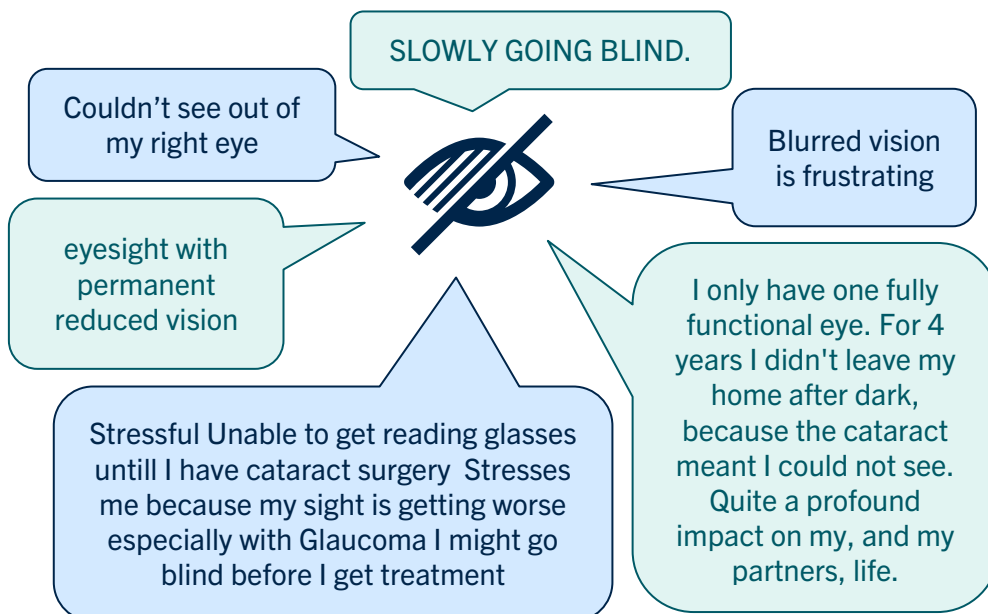 SLOWLY GOING BLIND.
Couldn’t see out of
my right eye
Blurred vision
is frustrating
eyesight with
permanent
reduced vision
I only have one fully
functional eye. For 4
years I didn't leave my
home after dark,
because the cataract
meant I could not see.
Quite a profound
impact on my, and my
partners, life.
Stressful Unable to get reading glasses
untill I have cataract surgery  Stresses
me because my sight is getting worse
especially with Glaucoma I might go
blind before I get treatment